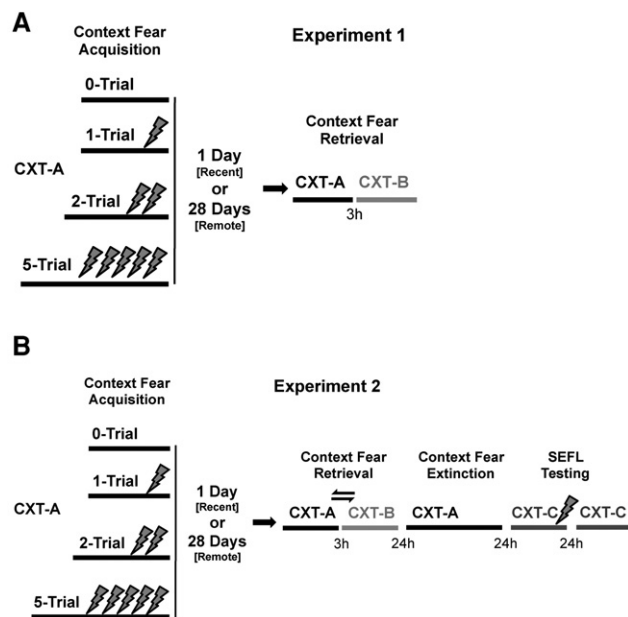 A
Context Fear
Acquisition
Experiment 1
0-Trial
1-Trial
CXT-A
2-Trial
5-Trial
1 Day
[Recent]
or
28 Days
[Remote]
Context Fear
Retrieval
CXT-A CXT-B
3h
B
Context Fear
Acquisition
Experiment 2
0-Trial
1-Trial
CXT-A
2-Trial
5-Trial
1 Day
[Recent]
or
28 Days
[Remote]
Context Fear
Retrieval
Context Fear
Extinction
SEFL
Testing
CXT-A CXT-B CXT-A CXT-C CXT-C
3h 24h 24h 24h